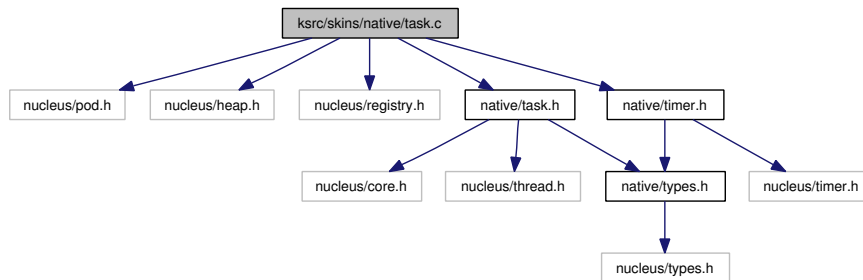 ksrc/skins/native/task.c
nucleus/pod.h
nucleus/heap.h
nucleus/registry.h
native/task.h
native/timer.h
nucleus/core.h
nucleus/thread.h
native/types.h
nucleus/timer.h
nucleus/types.h